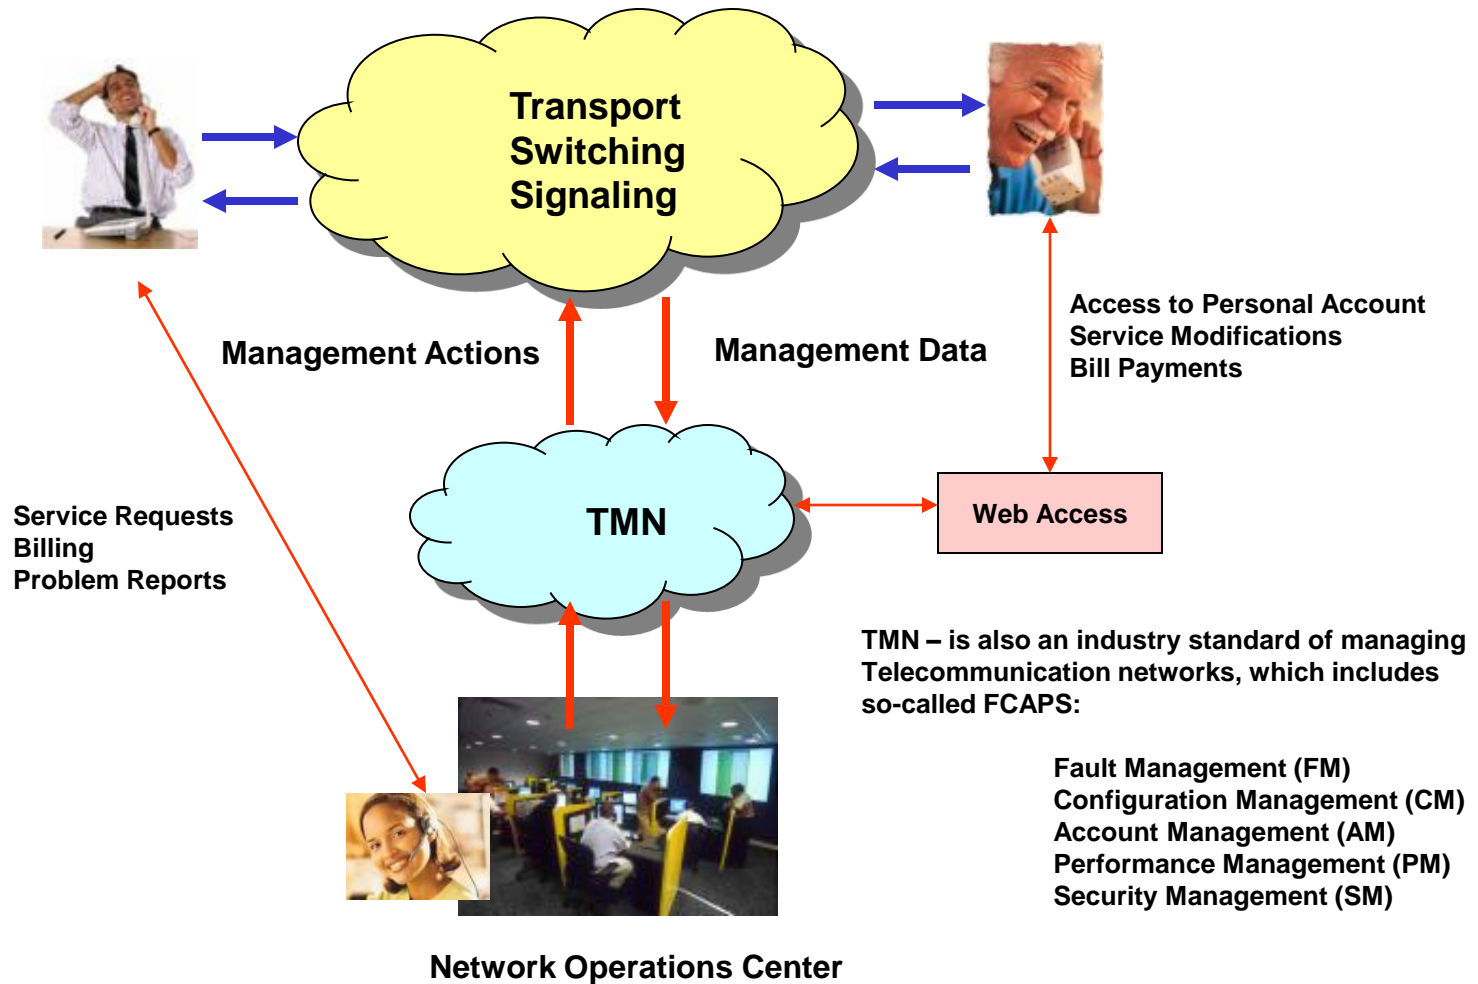 Transport
Switching
Signaling
Access to Personal Account
Service Modifications
Bill Payments
Management Actions
Management Data
Service Requests
Billing
Problem Reports
TMN
Web Access
TMN – is also an industry standard of managing
Telecommunication networks, which includes
so-called FCAPS:
Fault Management (FM)
Configuration Management (CM)
Account Management (AM)
Performance Management (PM)
Security Management (SM)
Network Operations Center